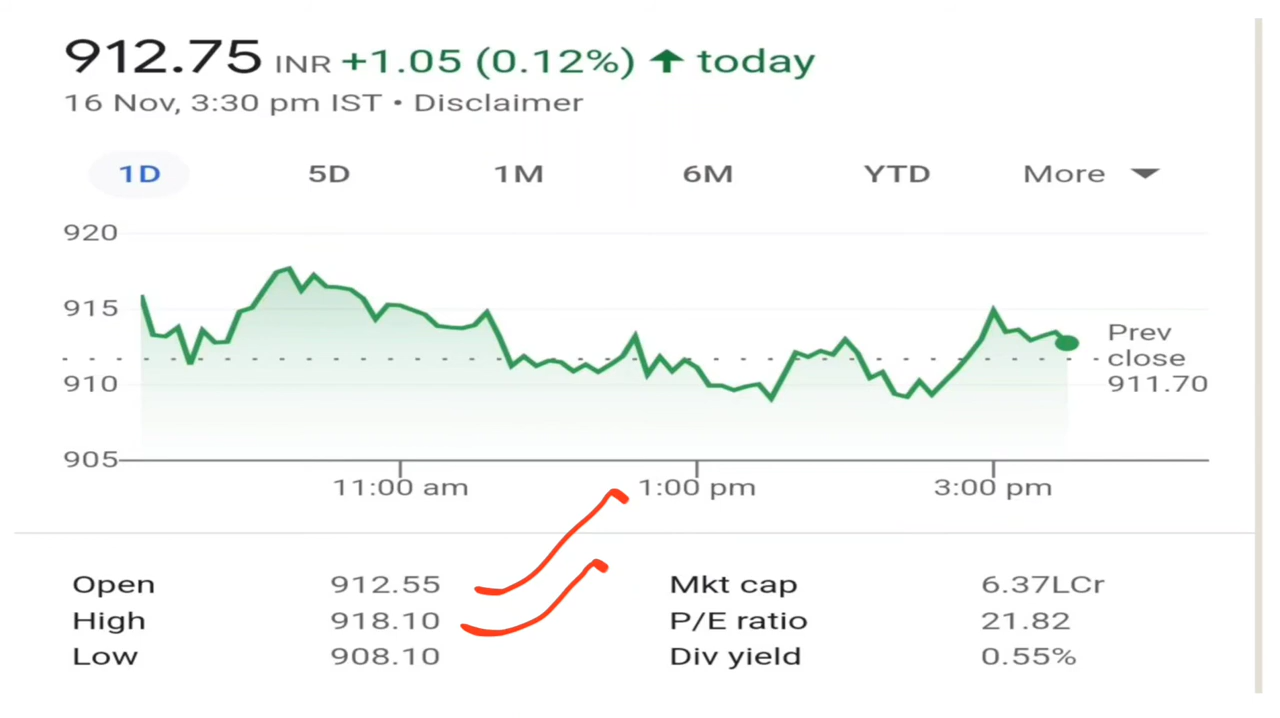 912.75 INR +1.05 (0.12%) ↑ today
16 Nov, 3:30 pm IST • Disclaimer
1D 5D 1M 6M YTD More
920
915
910
905
Prev
close
911.70
11:00 am 1:00 pm 3:00 pm
Open 912.55 Mkt cap 6.37LCr
High 918.10 P/E ratio 21.82
Low 908.10 Div yield 0.55%